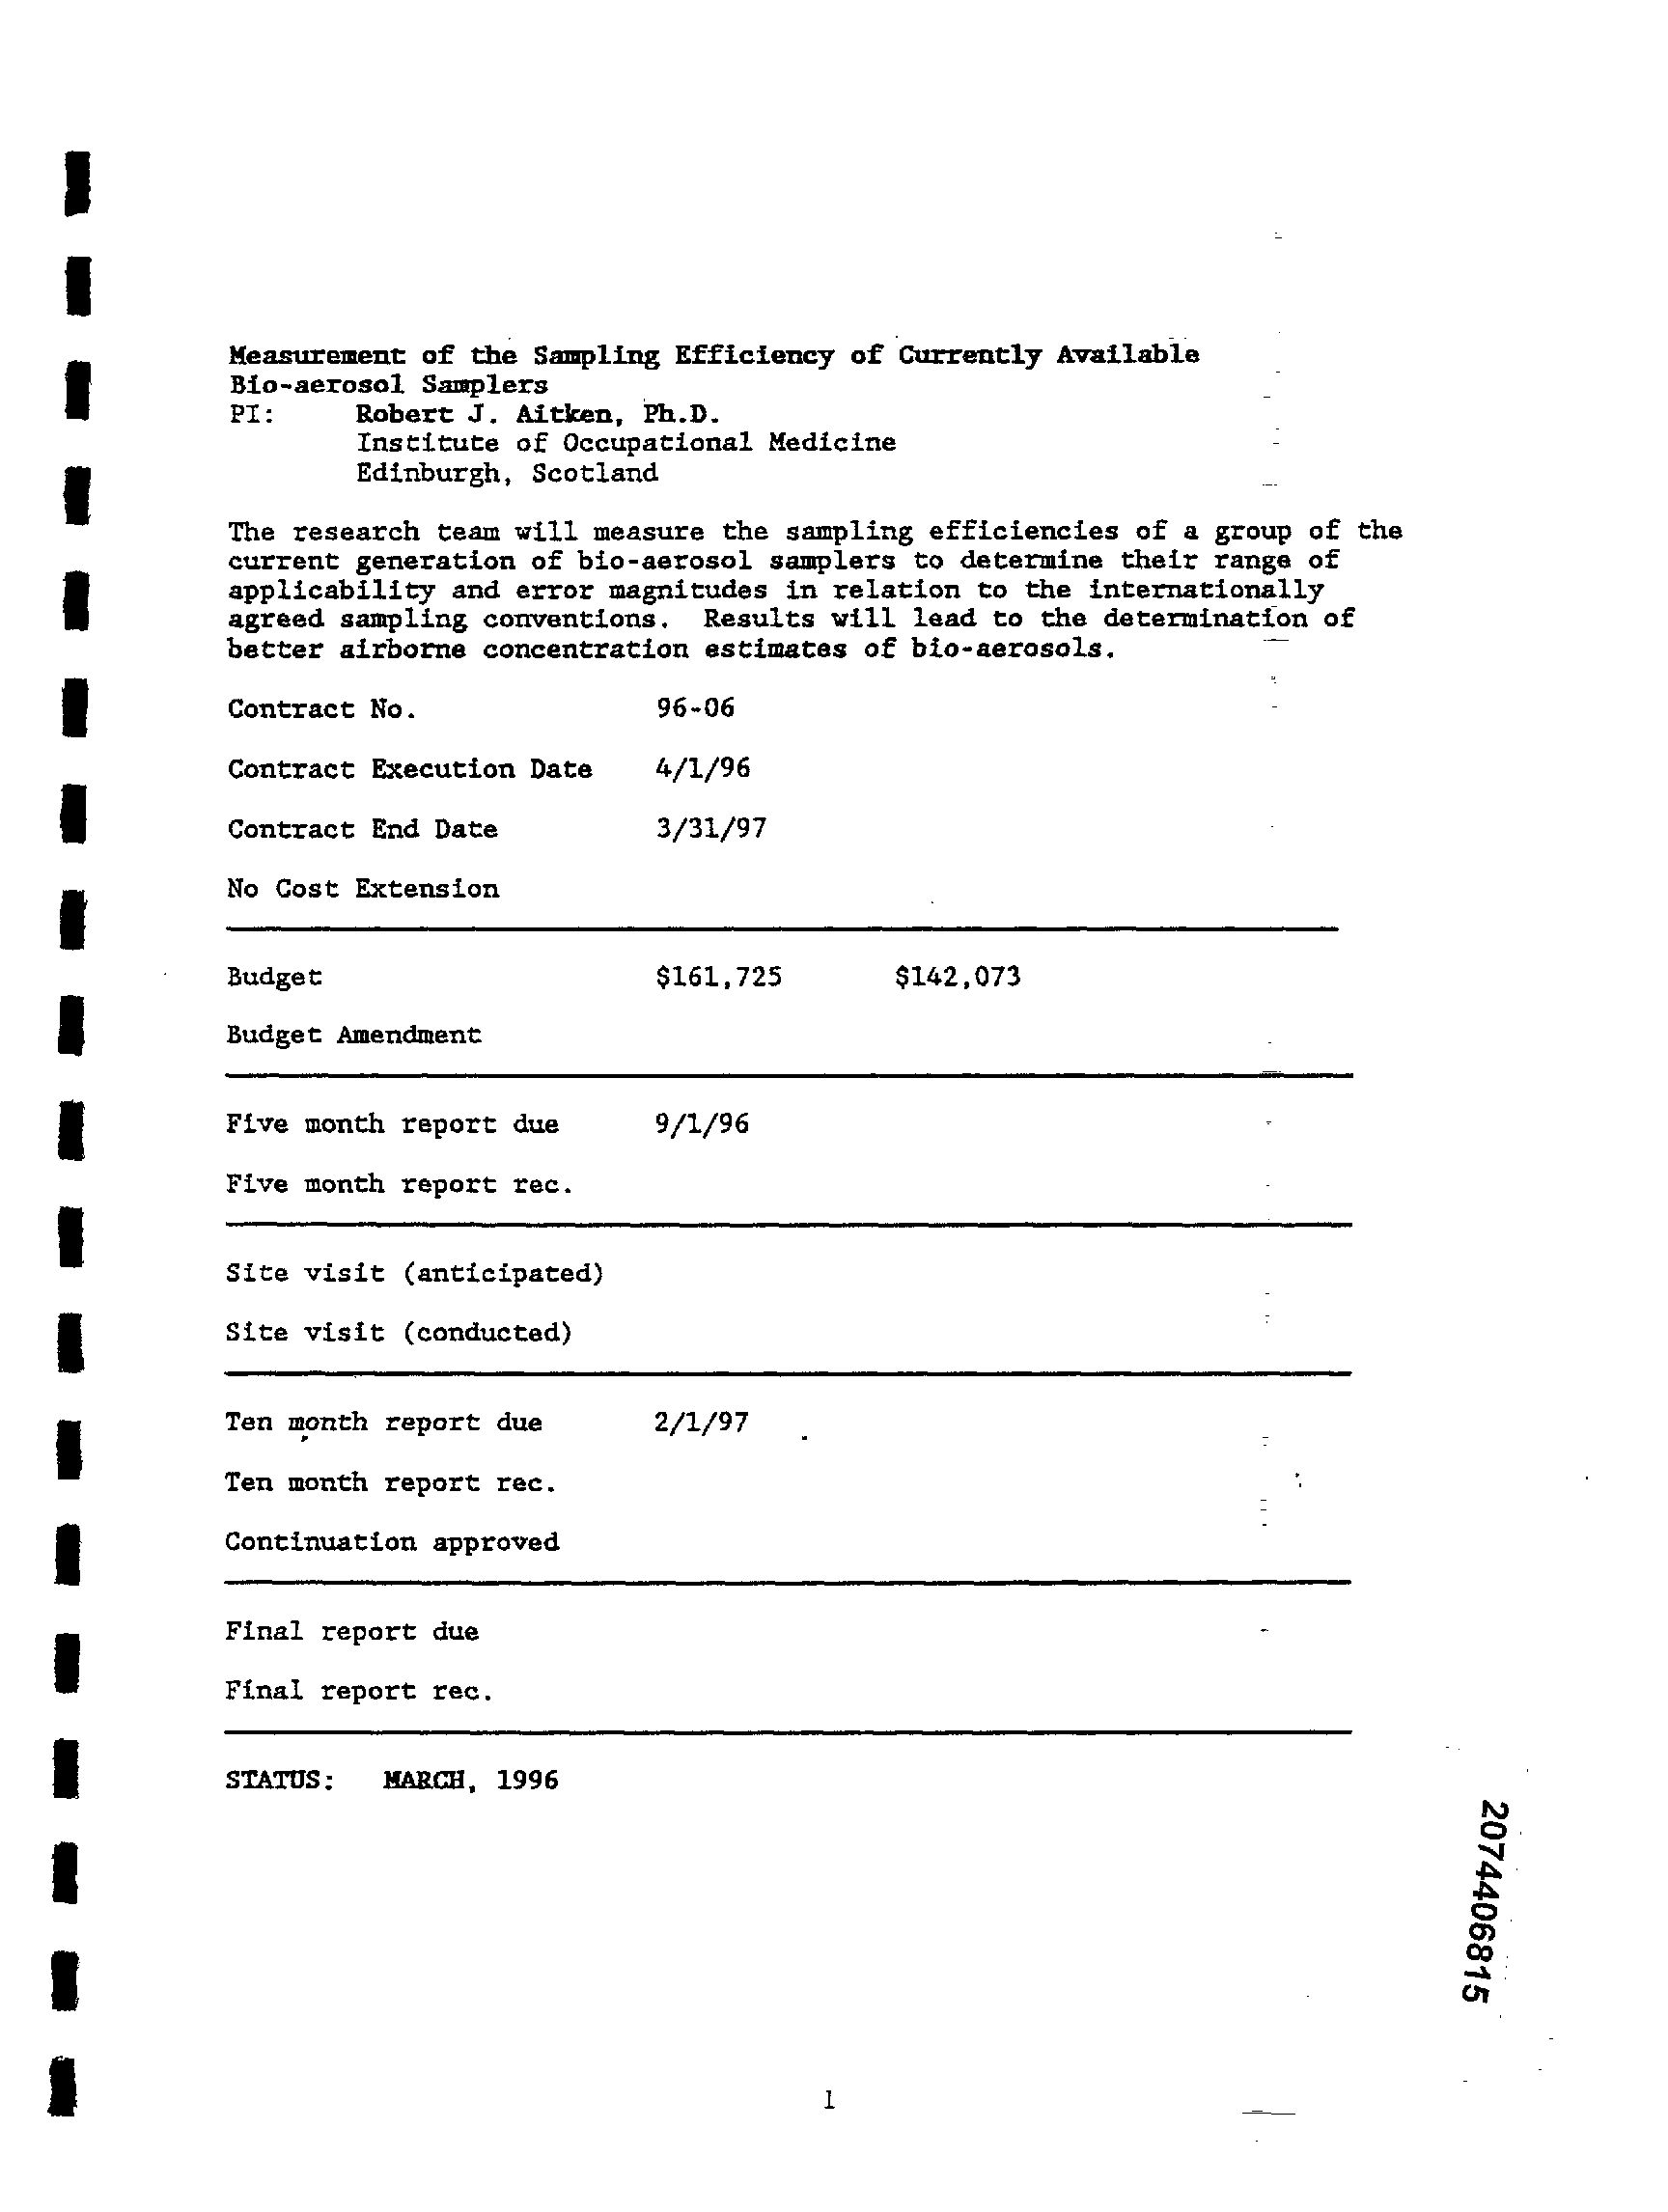 Measurement of the Sampling Efficiency of Currently Available
Bio-aerosol Samplers
PI: Robert J. Aitken, Ph.D.
Institute of Occupational Medicine
Edinburgh, Scotland
The research team will measure the sampling efficiencies of a group of the
current generation of bio-aerosol samplers to determine their range of
applicability and error magnitudes in relation to the internationally
agreed sampling conventions. Results will lead to the determination of
better airborne concentration estimates of bio-aerosols.
Contract No. 96-06
Contract Execution Date 4/1/96
Contract End Date 3/31/97
No Cost Extension
Budget $161,725 $142,073
Budget Amendment
Five month report due 9/1/96
Five month report rec.
Site visit (anticipated)
Site visit (conducted)
Ten month report due 2/1/97
Ten month report rec.
Continuation approved
Final report due
Final report rec.
STATUS: MARCH, 1996
2074406815
1